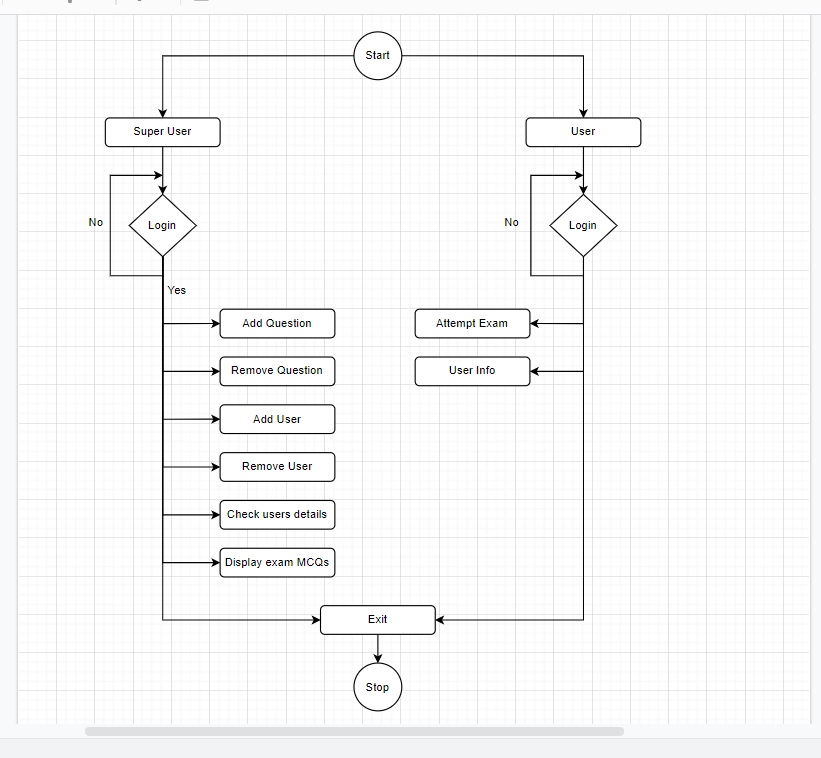 Start
Super User
User
No
Login
No
Login
Yes
Add Question
Attempt Exam
Remove Question
User Info
Add User
Remove User
Check users details
Display exam MCQs
Exit
Stop